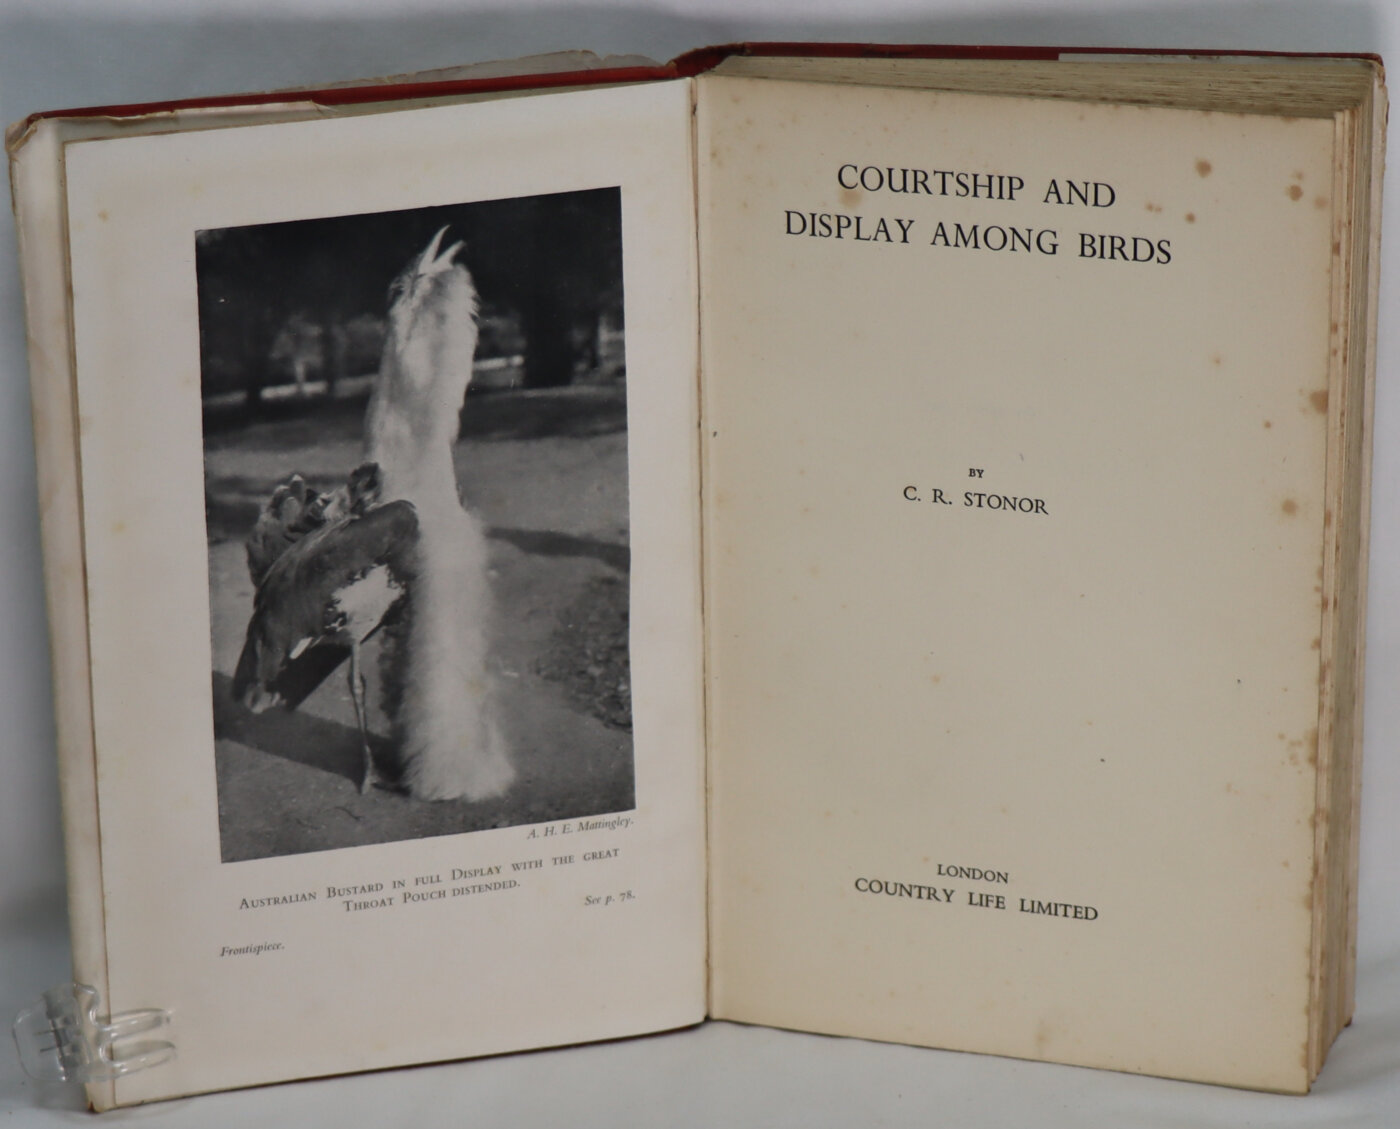 A. H. E. Mattingley.
AUSTRALIAN BUSTARD IN FULL DISPLAY WITH THE GREAT
THROAT POUCH DISTENDED.
See p. 78.
Frontispiece.
COURTSHIP AND
DISPLAY AMONG BIRDS
BY
C. R. STONOR
LONDON
COUNTRY LIFE LIMITED